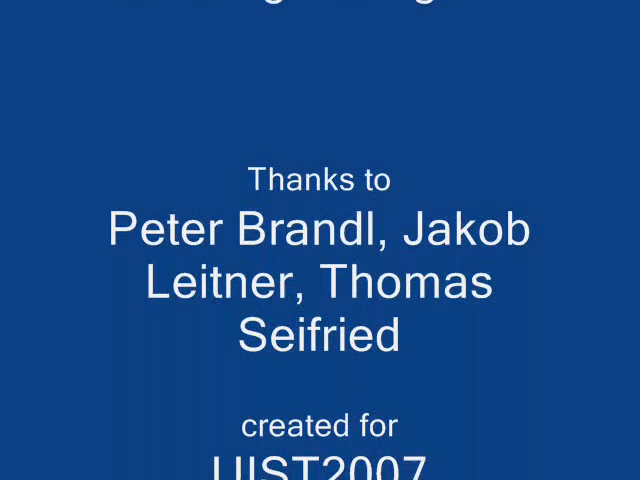 Thanks to
Peter Brandl, Jakob
Leitner, Thomas
Seifried
created for
UIST2007